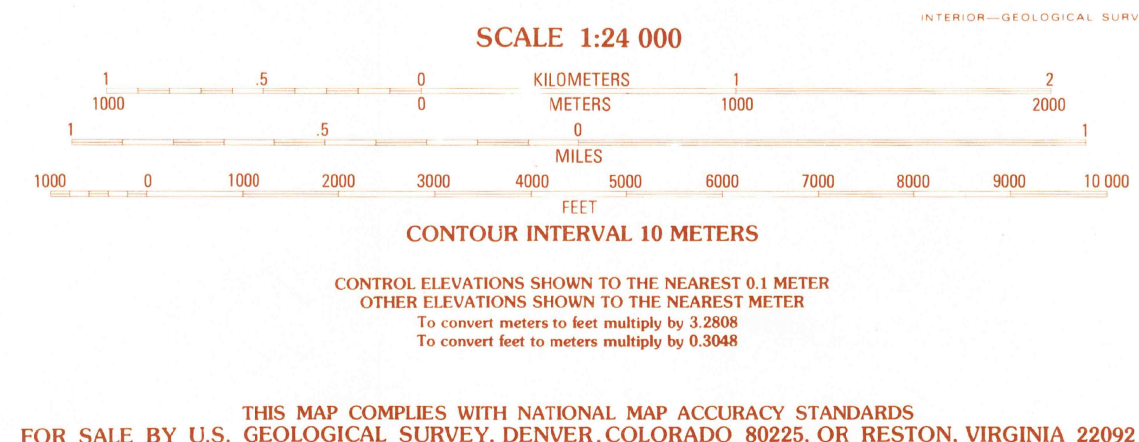 INTERIOR—GEOLOGICAL SURV
SCALE 1:24 000
1 .5 0 KILOMETERS 1 2
1000 0 METERS 1000 2000
1 .5 0 1
MILES
1000 0 1000 2000 3000 4000 5000 6000 7000 8000 9000 10 000
FEET
CONTOUR INTERVAL 10 METERS
CONTROL ELEVATIONS SHOWN TO THE NEAREST 0.1 METER
OTHER ELEVATIONS SHOWN TO THE NEAREST METER
To convert meters to feet multiply by 3.2808
To convert feet to meters multiply by 0.3048
THIS MAP COMPLIES WITH NATIONAL MAP ACCURACY STANDARDS
FOR SALE BY U.S. GEOLOGICAL SURVEY, DENVER, COLORADO 80225, OR RESTON, VIRGINIA 22092